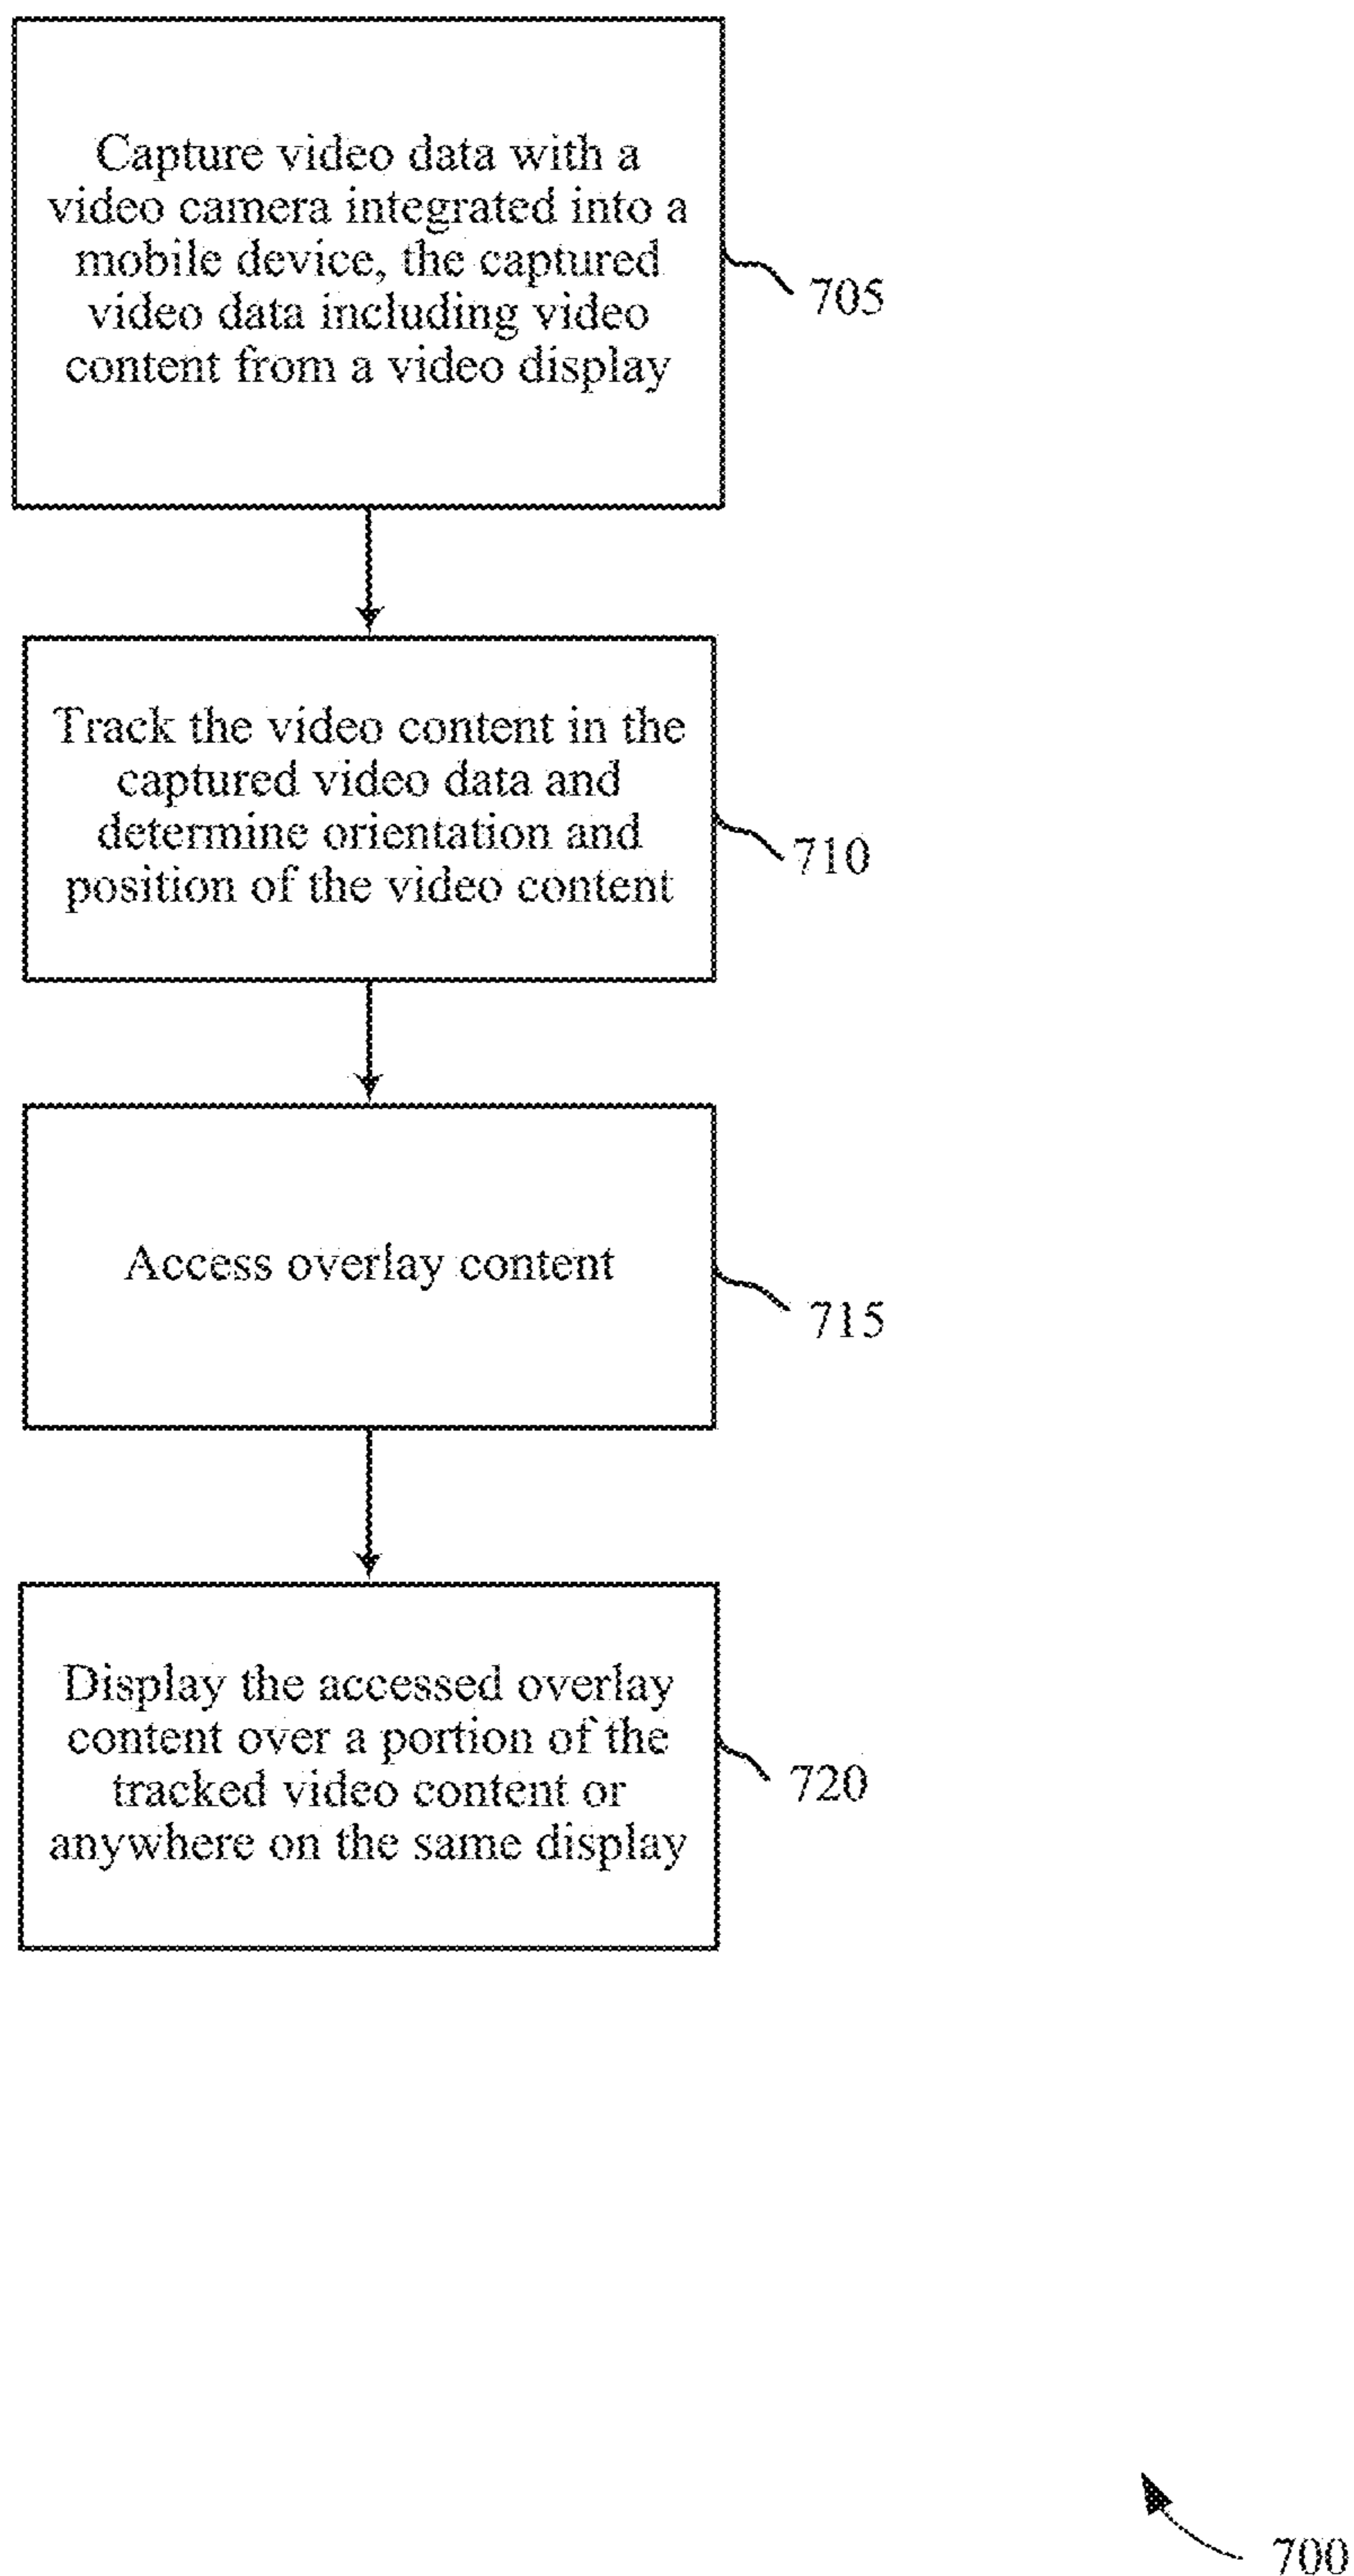 Capture video data with a
video camera integrated into a
mobile device, the captured
video data including video
content from a video display
705
Track the video content in the
captured video data and
determine orientation and
position of the video content
710
Access overlay content
715
Display the accessed overlay
content over a portion of the
tracked video content or
anywhere on the same display
720
700